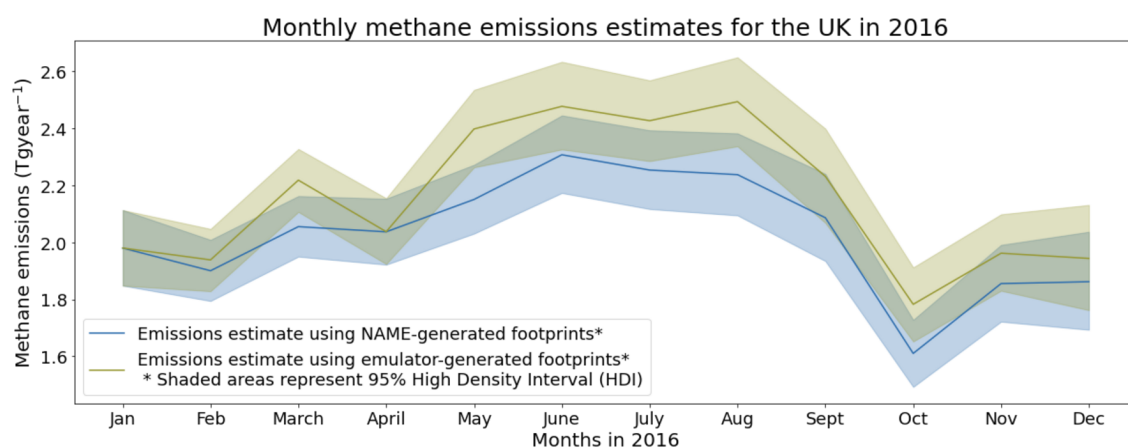 Monthly methane emissions estimates for the UK in 2016
Methane emissions (Tgyear⁻¹)
2.6
2.4
2.2
2.0
1.8
1.6
Emissions estimate using NAME-generated footprints*
Emissions estimate using emulator-generated footprints*
* Shaded areas represent 95% High Density Interval (HDI)
Jan Feb March April May June July Aug Sept Oct Nov Dec
Months in 2016